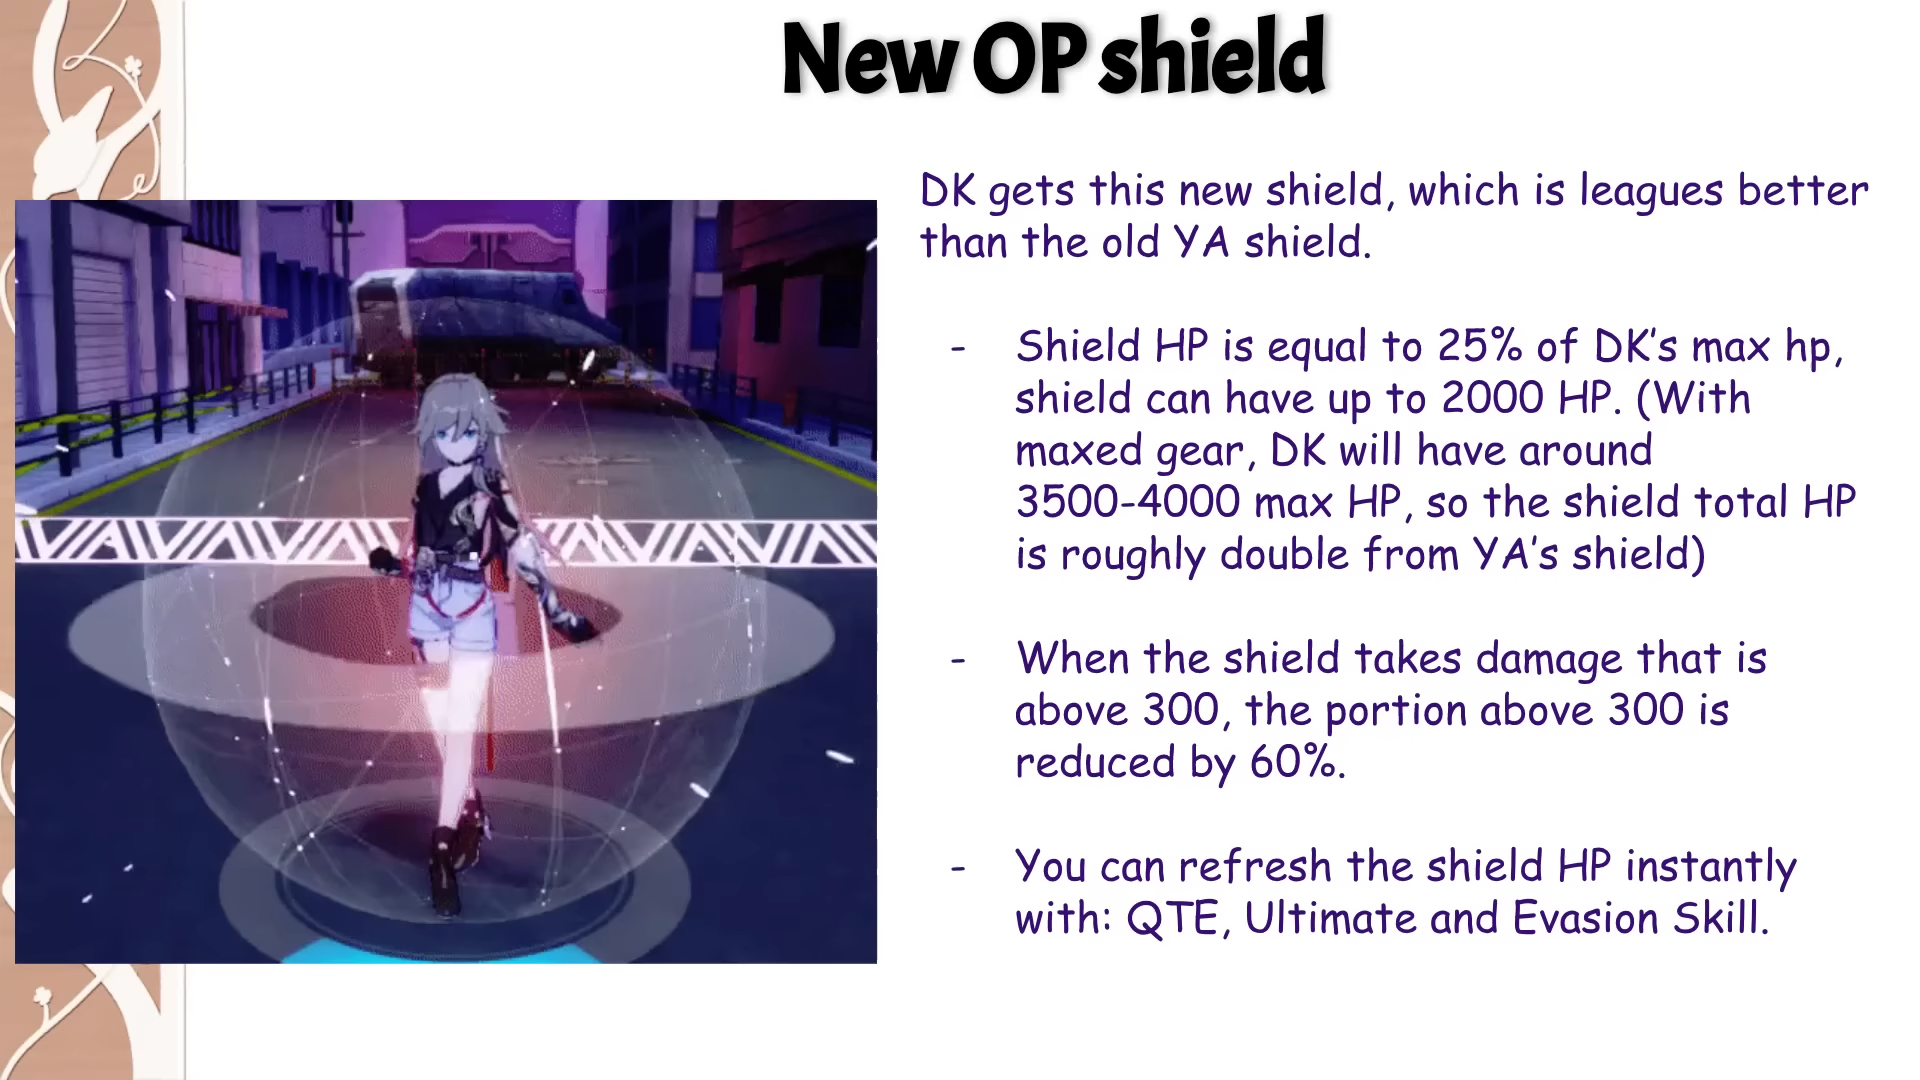 New OP shield
DK gets this new shield, which is leagues better
than the old YA shield.
- Shield HP is equal to 25% of DK's max hp,
shield can have up to 2000 HP. (With
maxed gear, DK will have around
3500-4000 max HP, so the shield total HP
is roughly double from YA's shield)
- When the shield takes damage that is
above 300, the portion above 300 is
reduced by 60%.
- You can refresh the shield HP instantly
with: QTE, Ultimate and Evasion Skill.